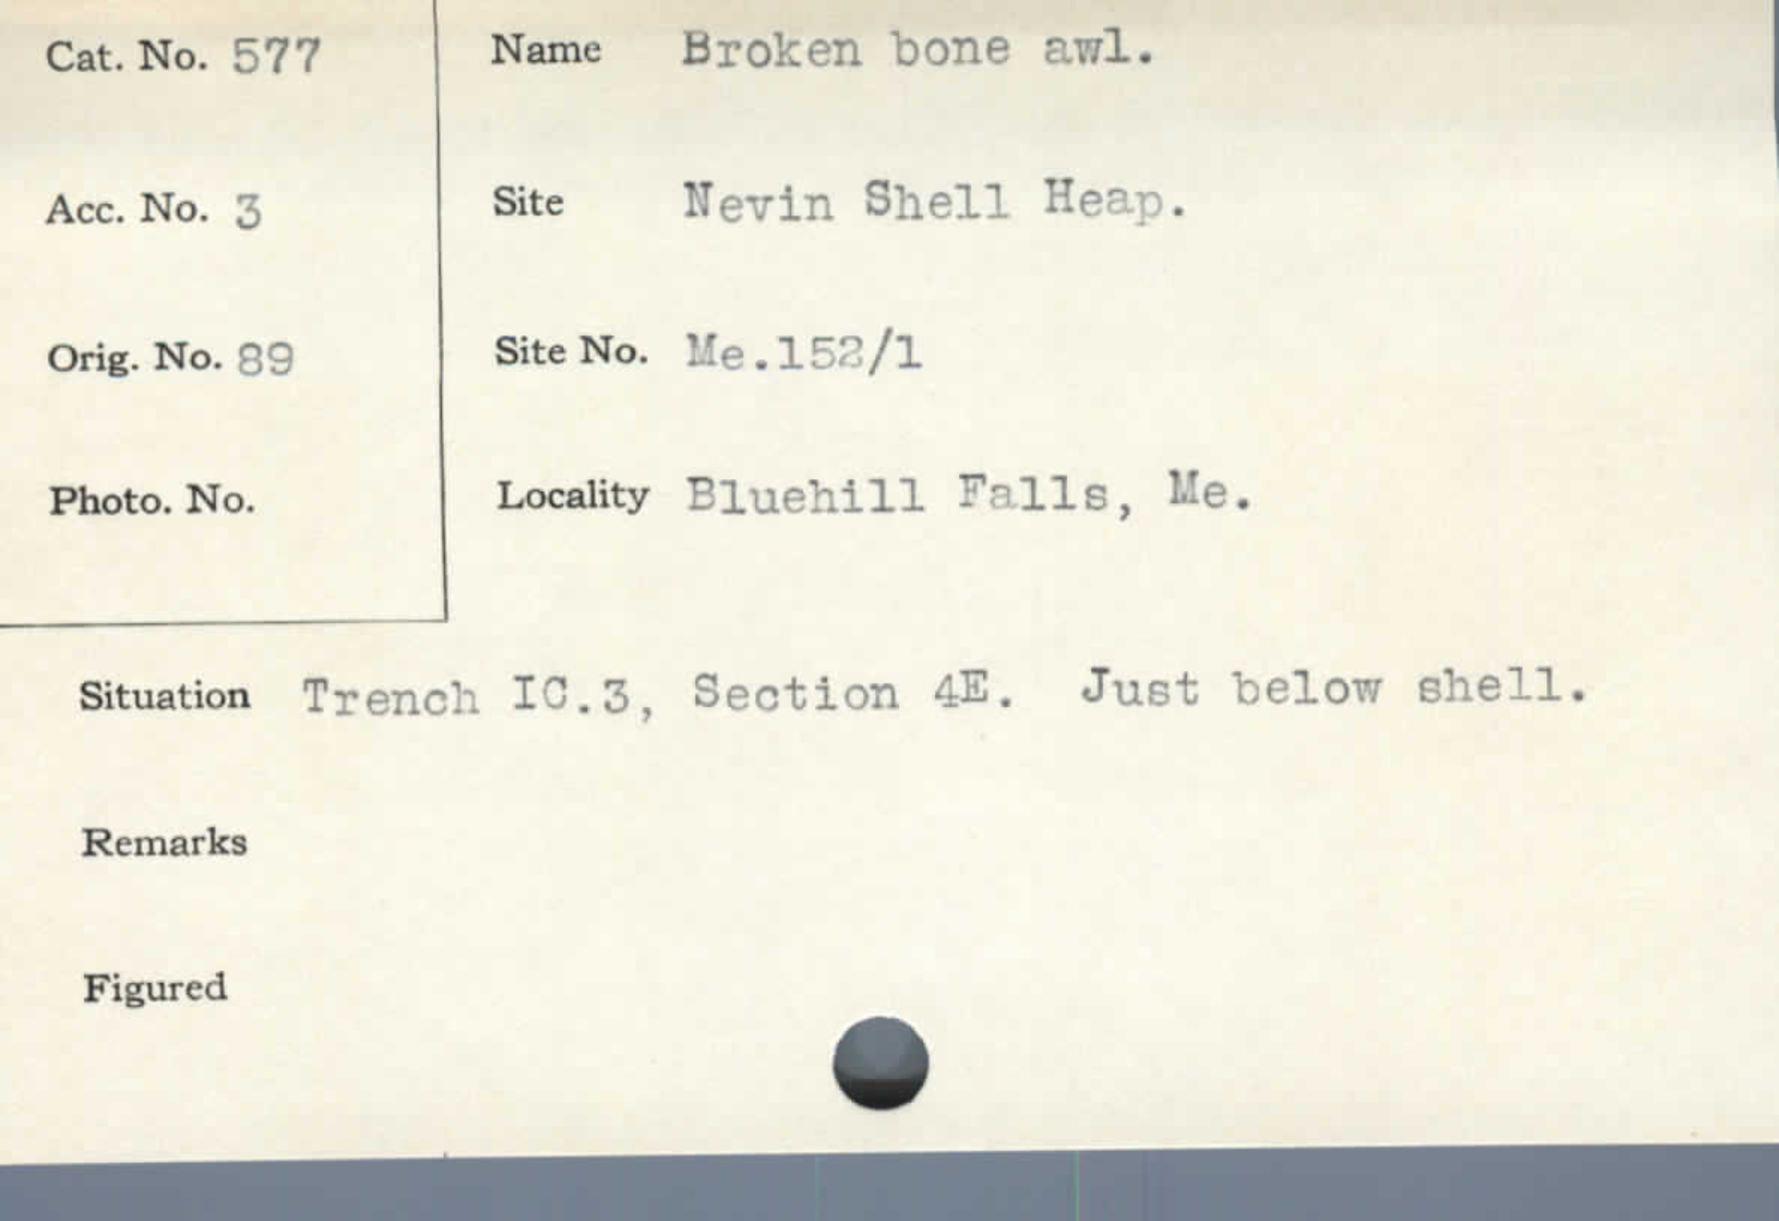 Cat. No. 577
Acc. No. 3
Orig. No. 89
Photo. No.
Name Broken bone awl.
Site Nevin Shell Heap.
Site No. Me.152/1
Locality Bluehill Falls, Me.
Situation Trench IC.3, Section 4E. Just below shell.
Remarks
Figured